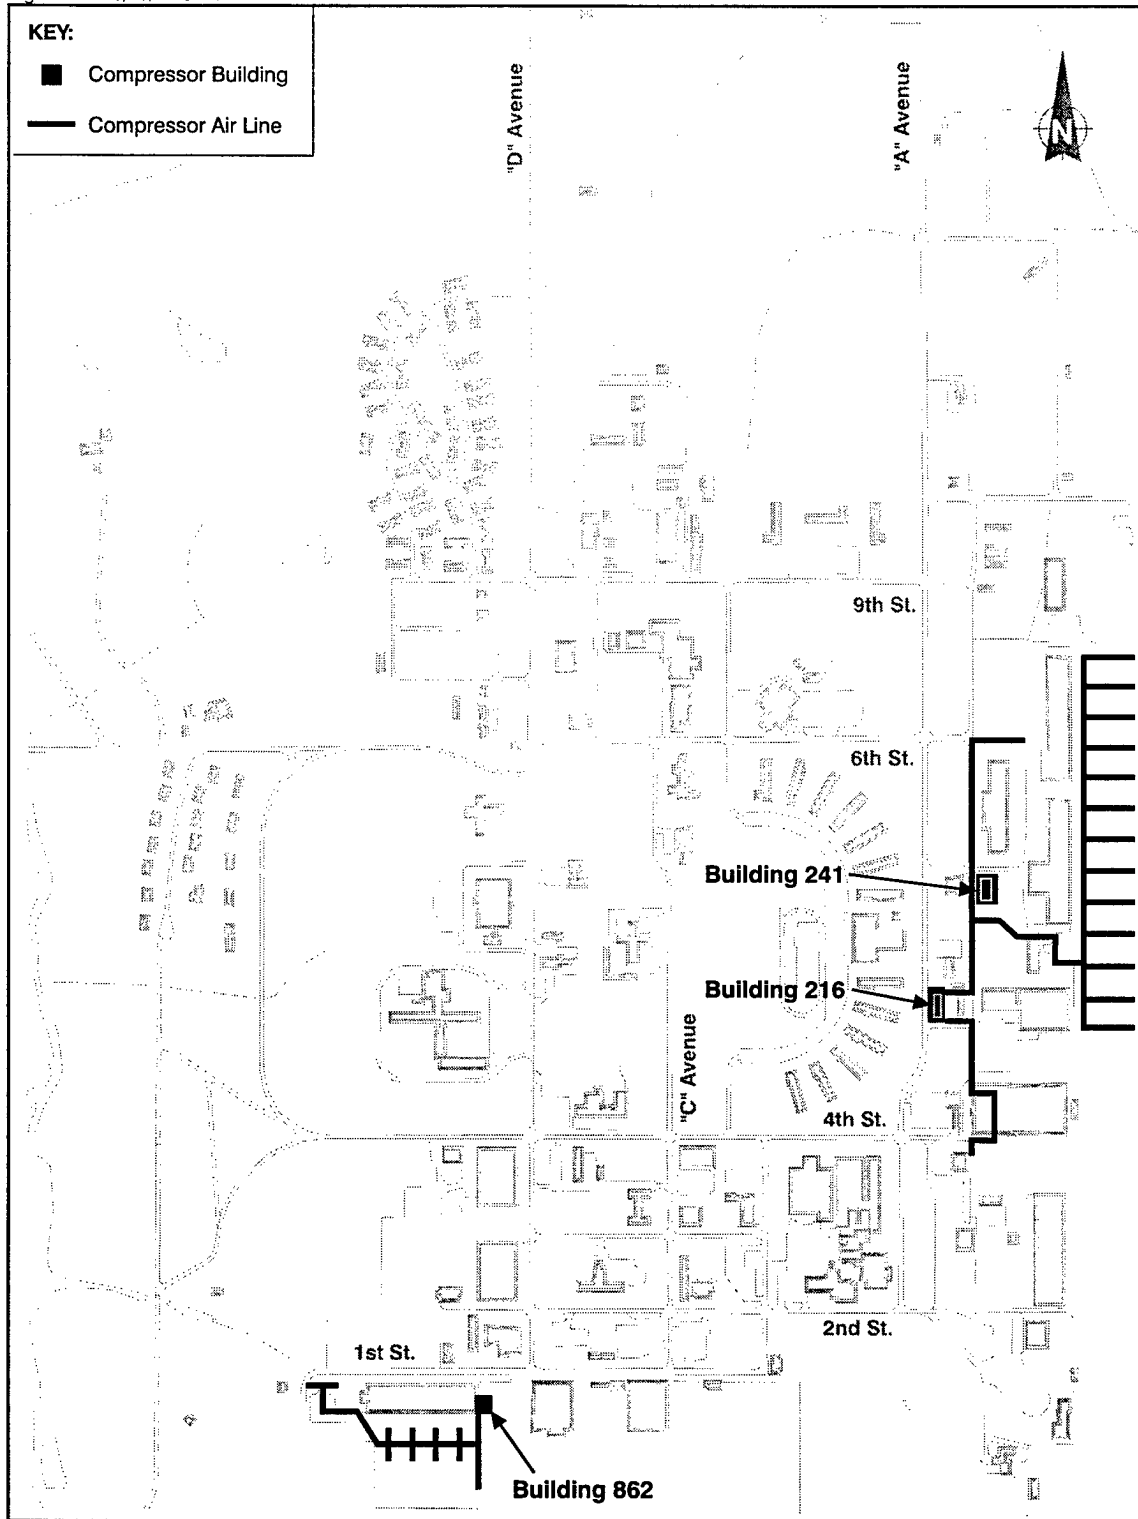 KEY:
Compressor Building
Compressor Air Line
"D" Avenue
"A" Avenue
N
9th St.
6th St.
Building 241
Building 216
"C" Avenue
4th St.
2nd St.
1st St.
Building 862